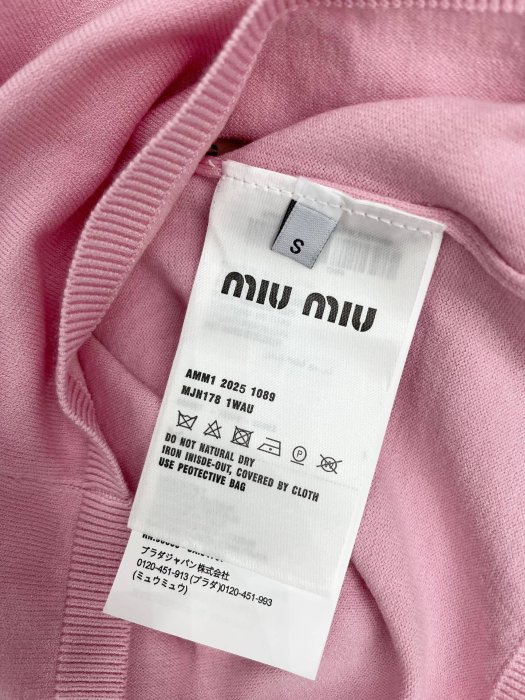 S
miu miu
AMM1 2025 1089
MJN178 1WAU
P
DO NOT NATURAL DRY
IRON INISDE-OUT, COVERED BY CLOTH
USE PETECTIVE BAG
プラダジャパン株式会社
0120-451-913 (プラダ)0120-451-993
(ミュウミュウ)